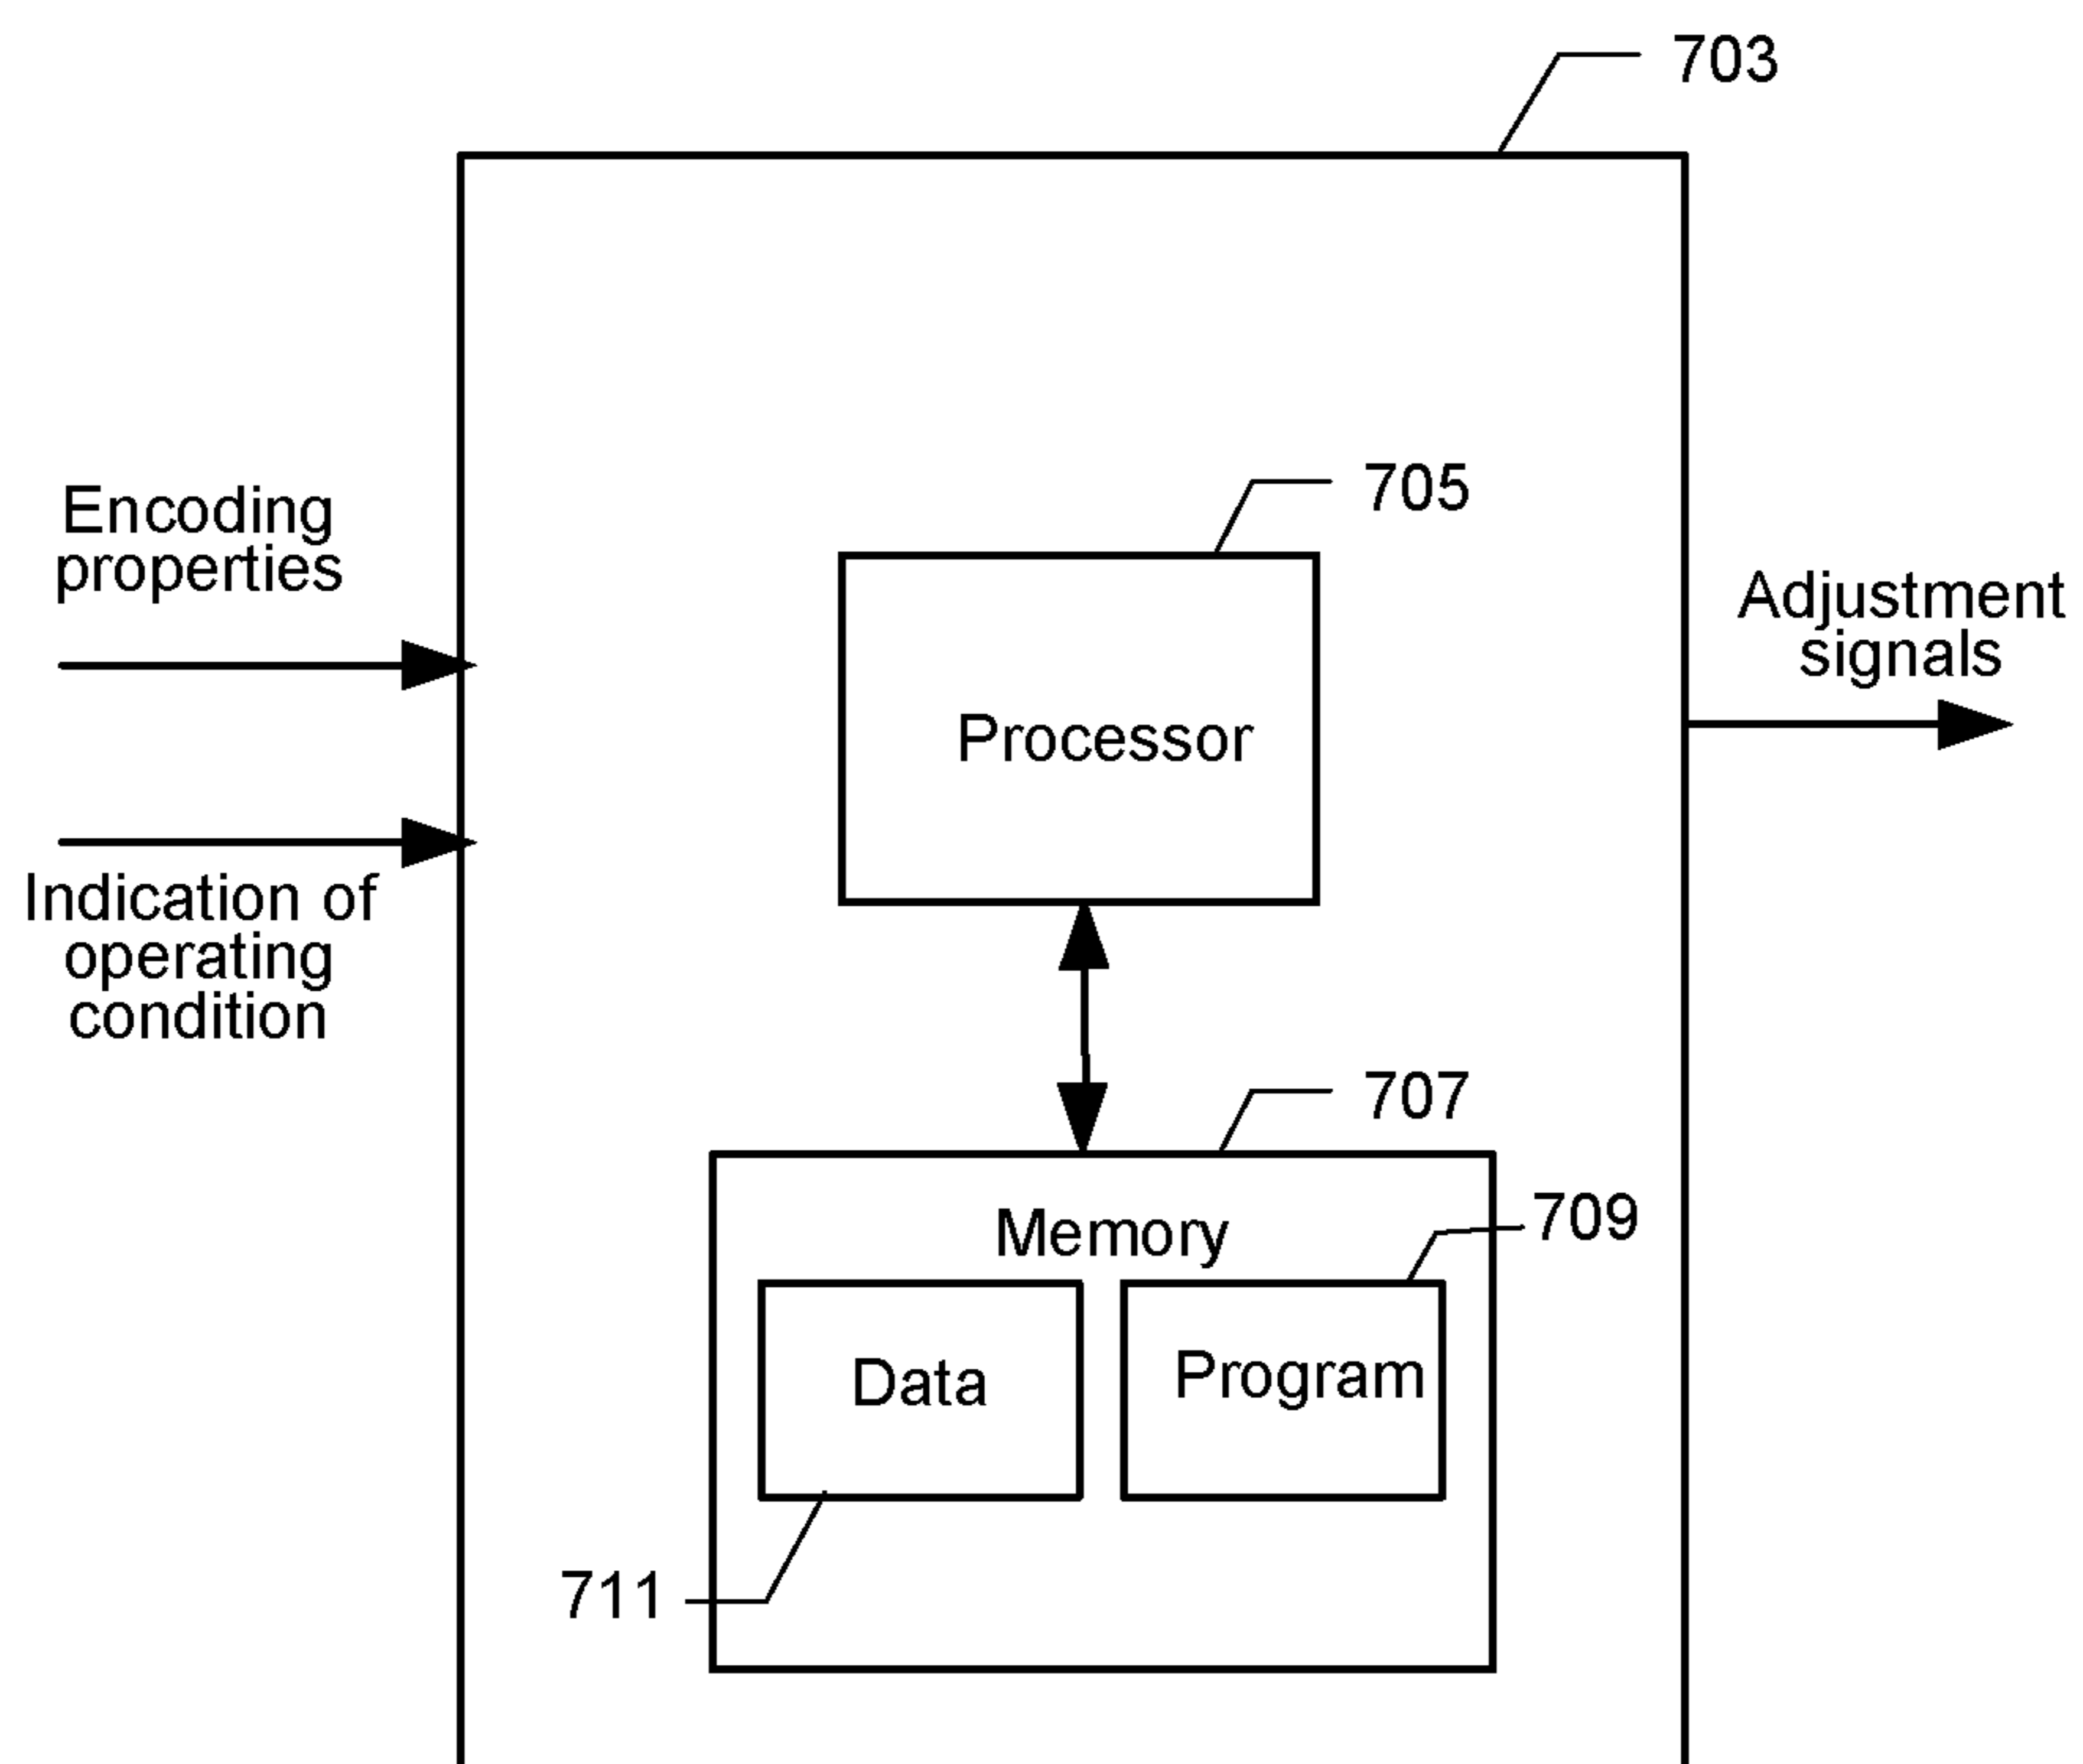 703
705
Encoding
properties
Adjustment
signals
Processor
Indication of
operating
condition
707
709
Memory
Data
Program
711